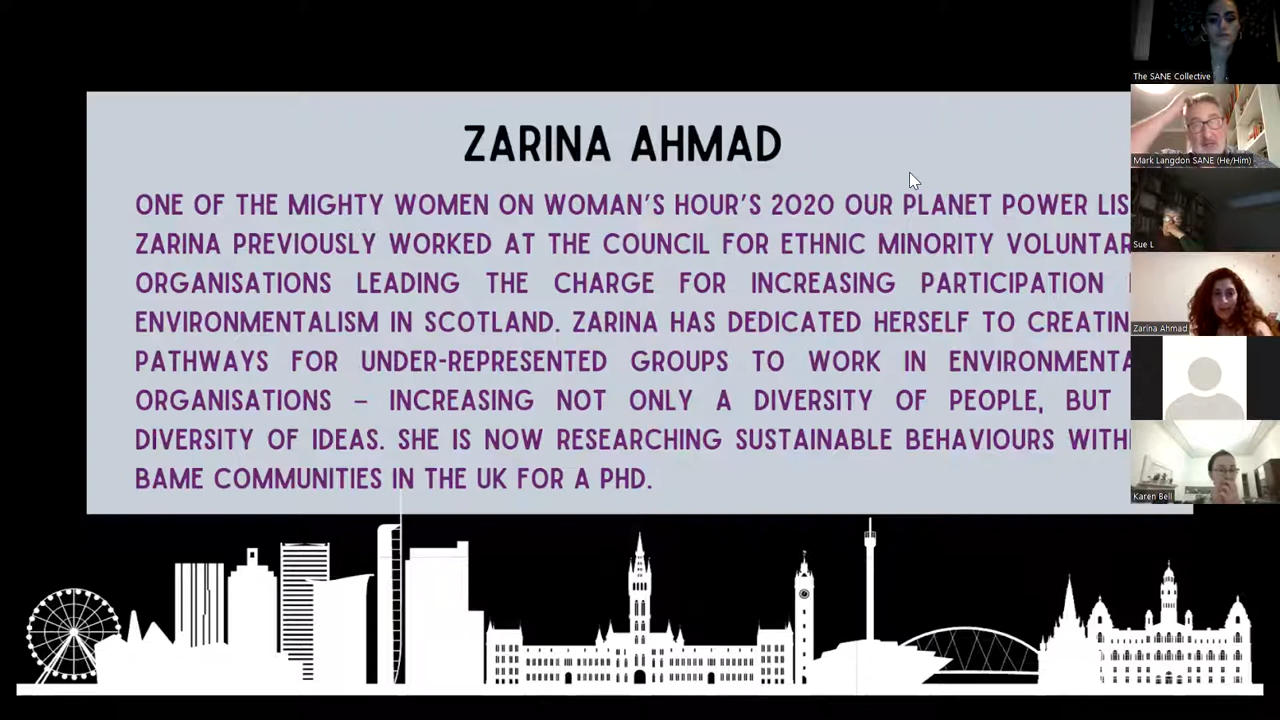 ZARINA AHMAD
ONE OF THE MIGHTY WOMEN ON WOMAN'S HOUR'S 2020 OUR PLANET POWER LIS
ZARINA PREVIOUSLY WORKED AT THE COUNCIL FOR ETHNIC MINORITY VOLUNTAR
ORGANISATIONS LEADING THE CHARGE FOR INCREASING PARTICIPATION
ENVIRONMENTALISM IN SCOTLAND. ZARINA HAS DEDICATED HERSELF TO CREATIN
PATHWAYS FOR UNDER-REPRESENTED GROUPS TO WORK IN ENVIRONMENTA
ORGANISATIONS – INCREASING NOT ONLY A DIVERSITY OF PEOPLE, BUT
DIVERSITY OF IDEAS. SHE IS NOW RESEARCHING SUSTAINABLE BEHAVIOURS WITHI
BAME COMMUNITIES IN THE UK FOR A PHD.
The SANE Collective
Mark Langdon SANE (He/Him)
Sue L
Zarina Ahmad
Karen Bell